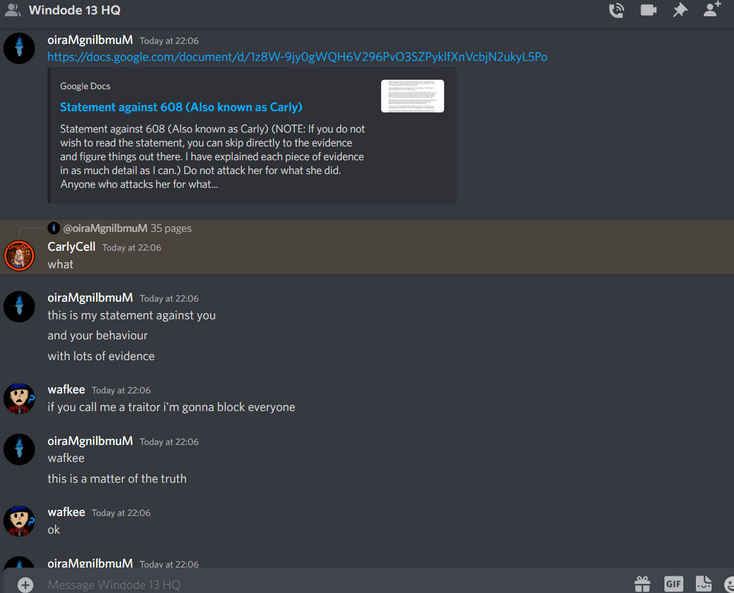 Windode 13 HQ
oiraMgnilbmuM Today at 22:06
https://docs.google.com/document/d/1z8W-9jy0gWQH6V296PvO3SZPyklfXnVcbjN2ukyL5Po
Google Docs
Statement against 608 (Also known as Carly)
Statement against 608 (Also known as Carly) (NOTE: If you do not
wish to read the statement, you can skip directly to the evidence
and figure things out there. I have explained each piece of evidence
in as much detail as I can.) Do not attack her for what she did.
Anyone who attacks her for what...
@oiraMgnilbmuM 35 pages
CarlyCell Today at 22:06
what
oiraMgnilbmuM Today at 22:06
this is my statement against you
and your behaviour
with lots of evidence
wafkee Today at 22:06
if you call me a traitor i'm gonna block everyone
oiraMgnilbmuM Today at 22:06
wafkee
this is a matter of the truth
wafkee Today at 22:06
ok
oiraMgnilbmuM Today at 22:06
Message Windode 13 HQ
GIF